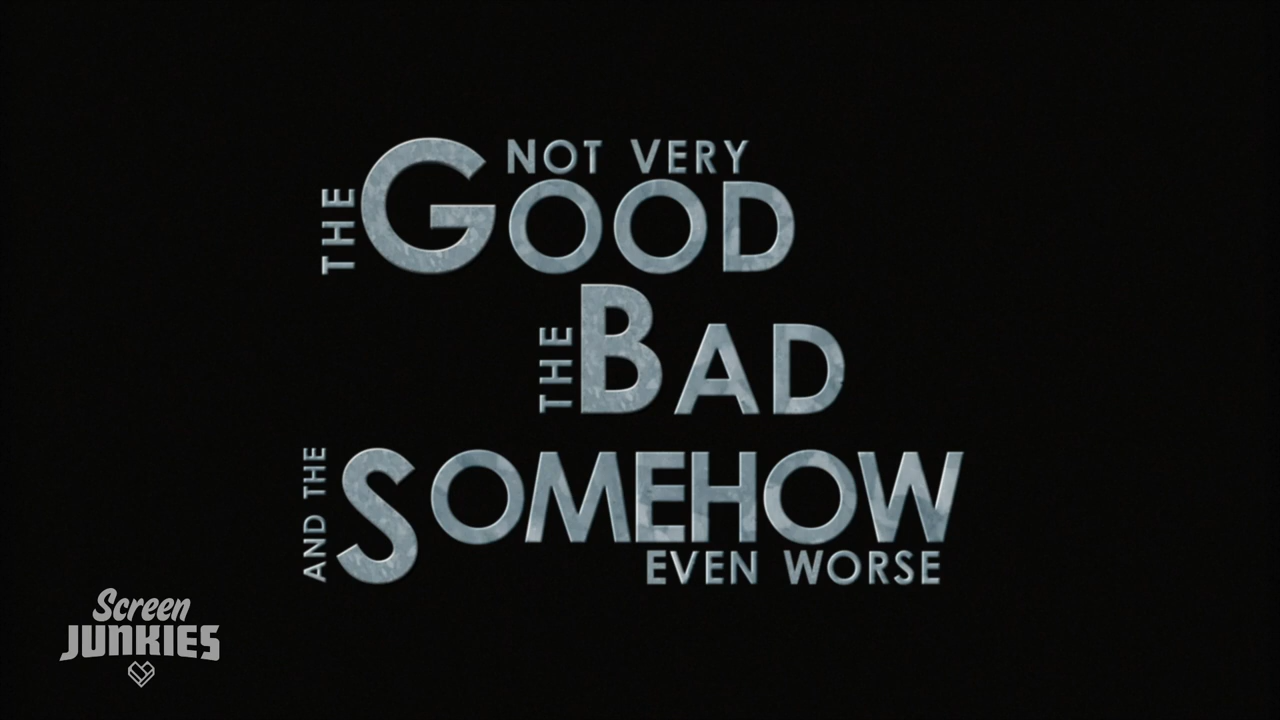 THE NOT VERY
GOOD
THE BAD
AND THE SOMEHOW
EVEN WORSE
Screen
JUNKIES